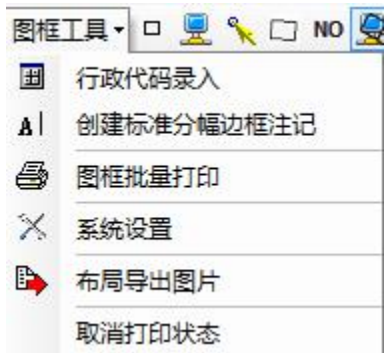 图框工具 NO
行政代码录入
创建标准分幅边框注记
图框批量打印
系统设置
布局导出图片
取消打印状态